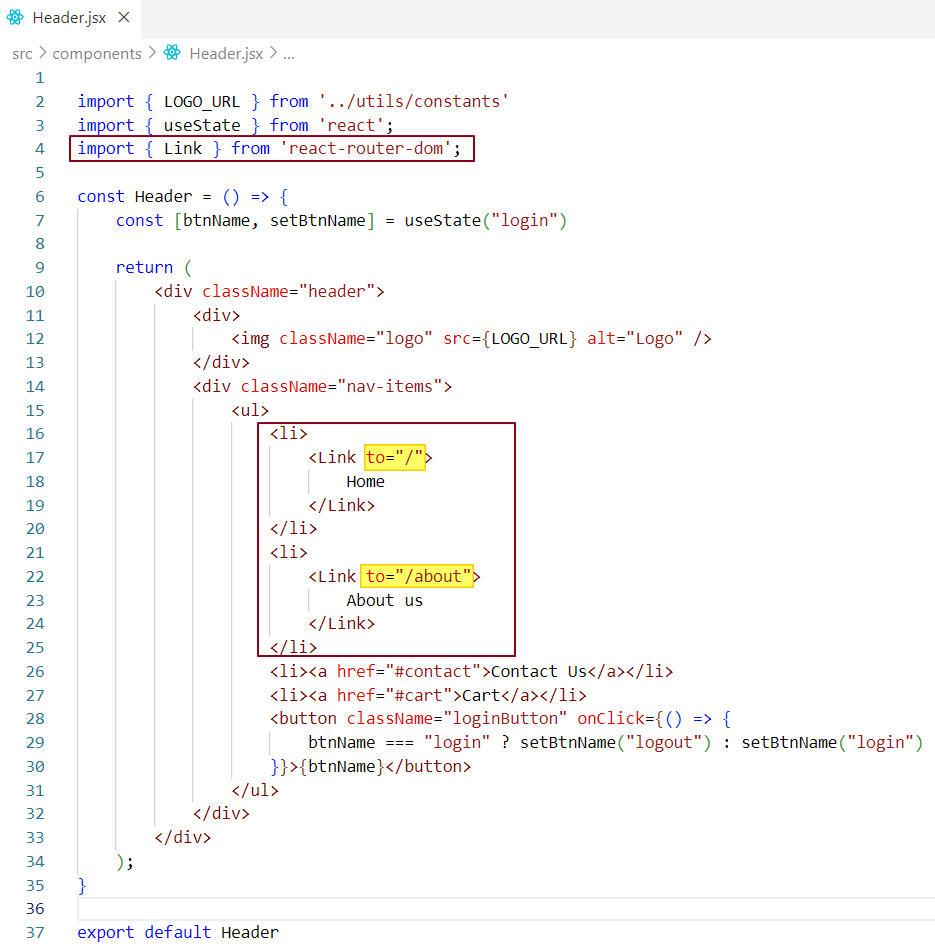 Header.jsx ×
src > components > Header.jsx > ...
1
2 import { LOGO_URL } from '../utils/constants'
3 import { useState } from 'react';
4 import { Link } from 'react-router-dom';
5
6 const Header = () => {
7     const [btnName, setBtnName] = useState("login")
8
9     return (
10         <div className="header">
11             <div>
12                 <img className="logo" src={LOGO_URL} alt="Logo" />
13             </div>
14             <div className="nav-items">
15                 <ul>
16                     <li>
17                         <Link to="/">
18                             Home
19                         </Link>
20                     </li>
21                     <li>
22                         <Link to="/about">
23                             About us
24                         </Link>
25                     </li>
26                     <li><a href="#contact">Contact Us</a></li>
27                     <li><a href="#cart">Cart</a></li>
28                     <button className="loginButton" onClick={() => {
29                         btnName === "login" ? setBtnName("logout") : setBtnName("login")
30                     }}>{btnName}</button>
31                 </ul>
32             </div>
33         </div>
34     );
35 }
36
37 export default Header